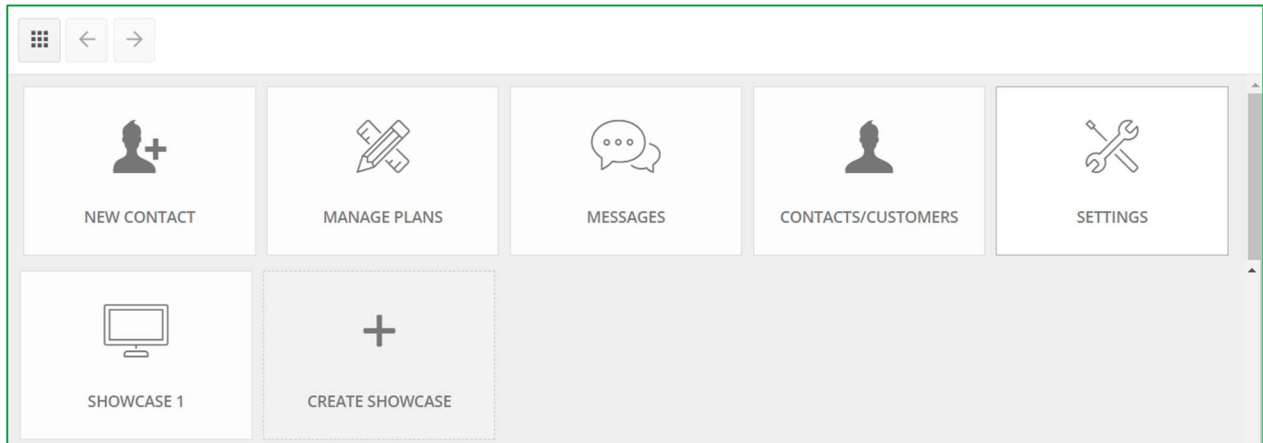 NEW CONTACT
MANAGE PLANS
MESSAGES
CONTACTS/CUSTOMERS
SETTINGS
SHOWCASE 1
CREATE SHOWCASE